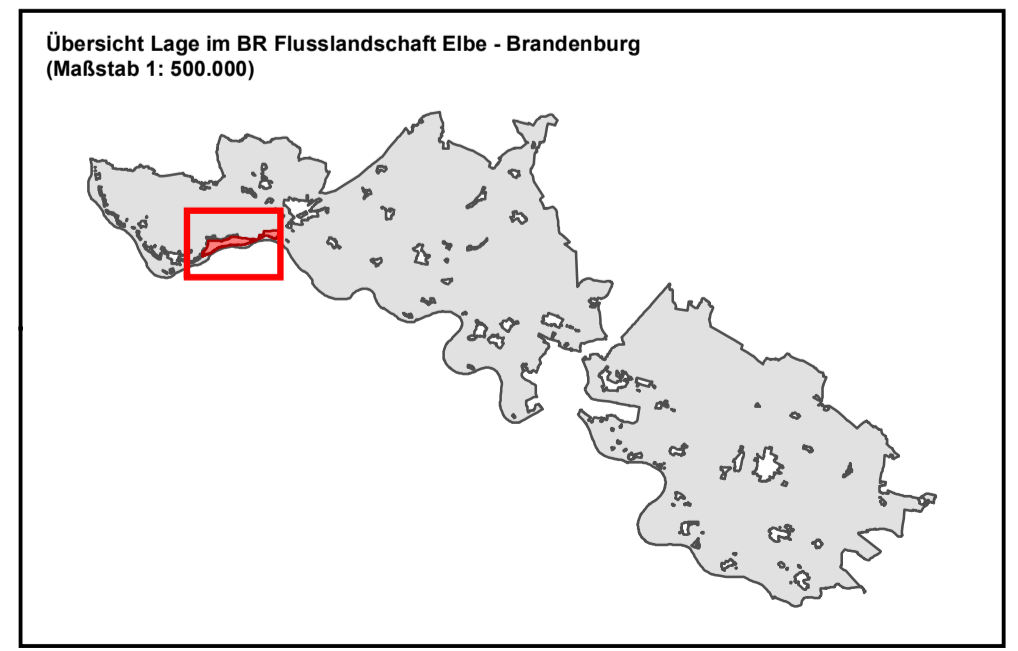 Übersicht Lage im BR Flusslandschaft Elbe - Brandenburg
(Maßstab 1: 500.000)